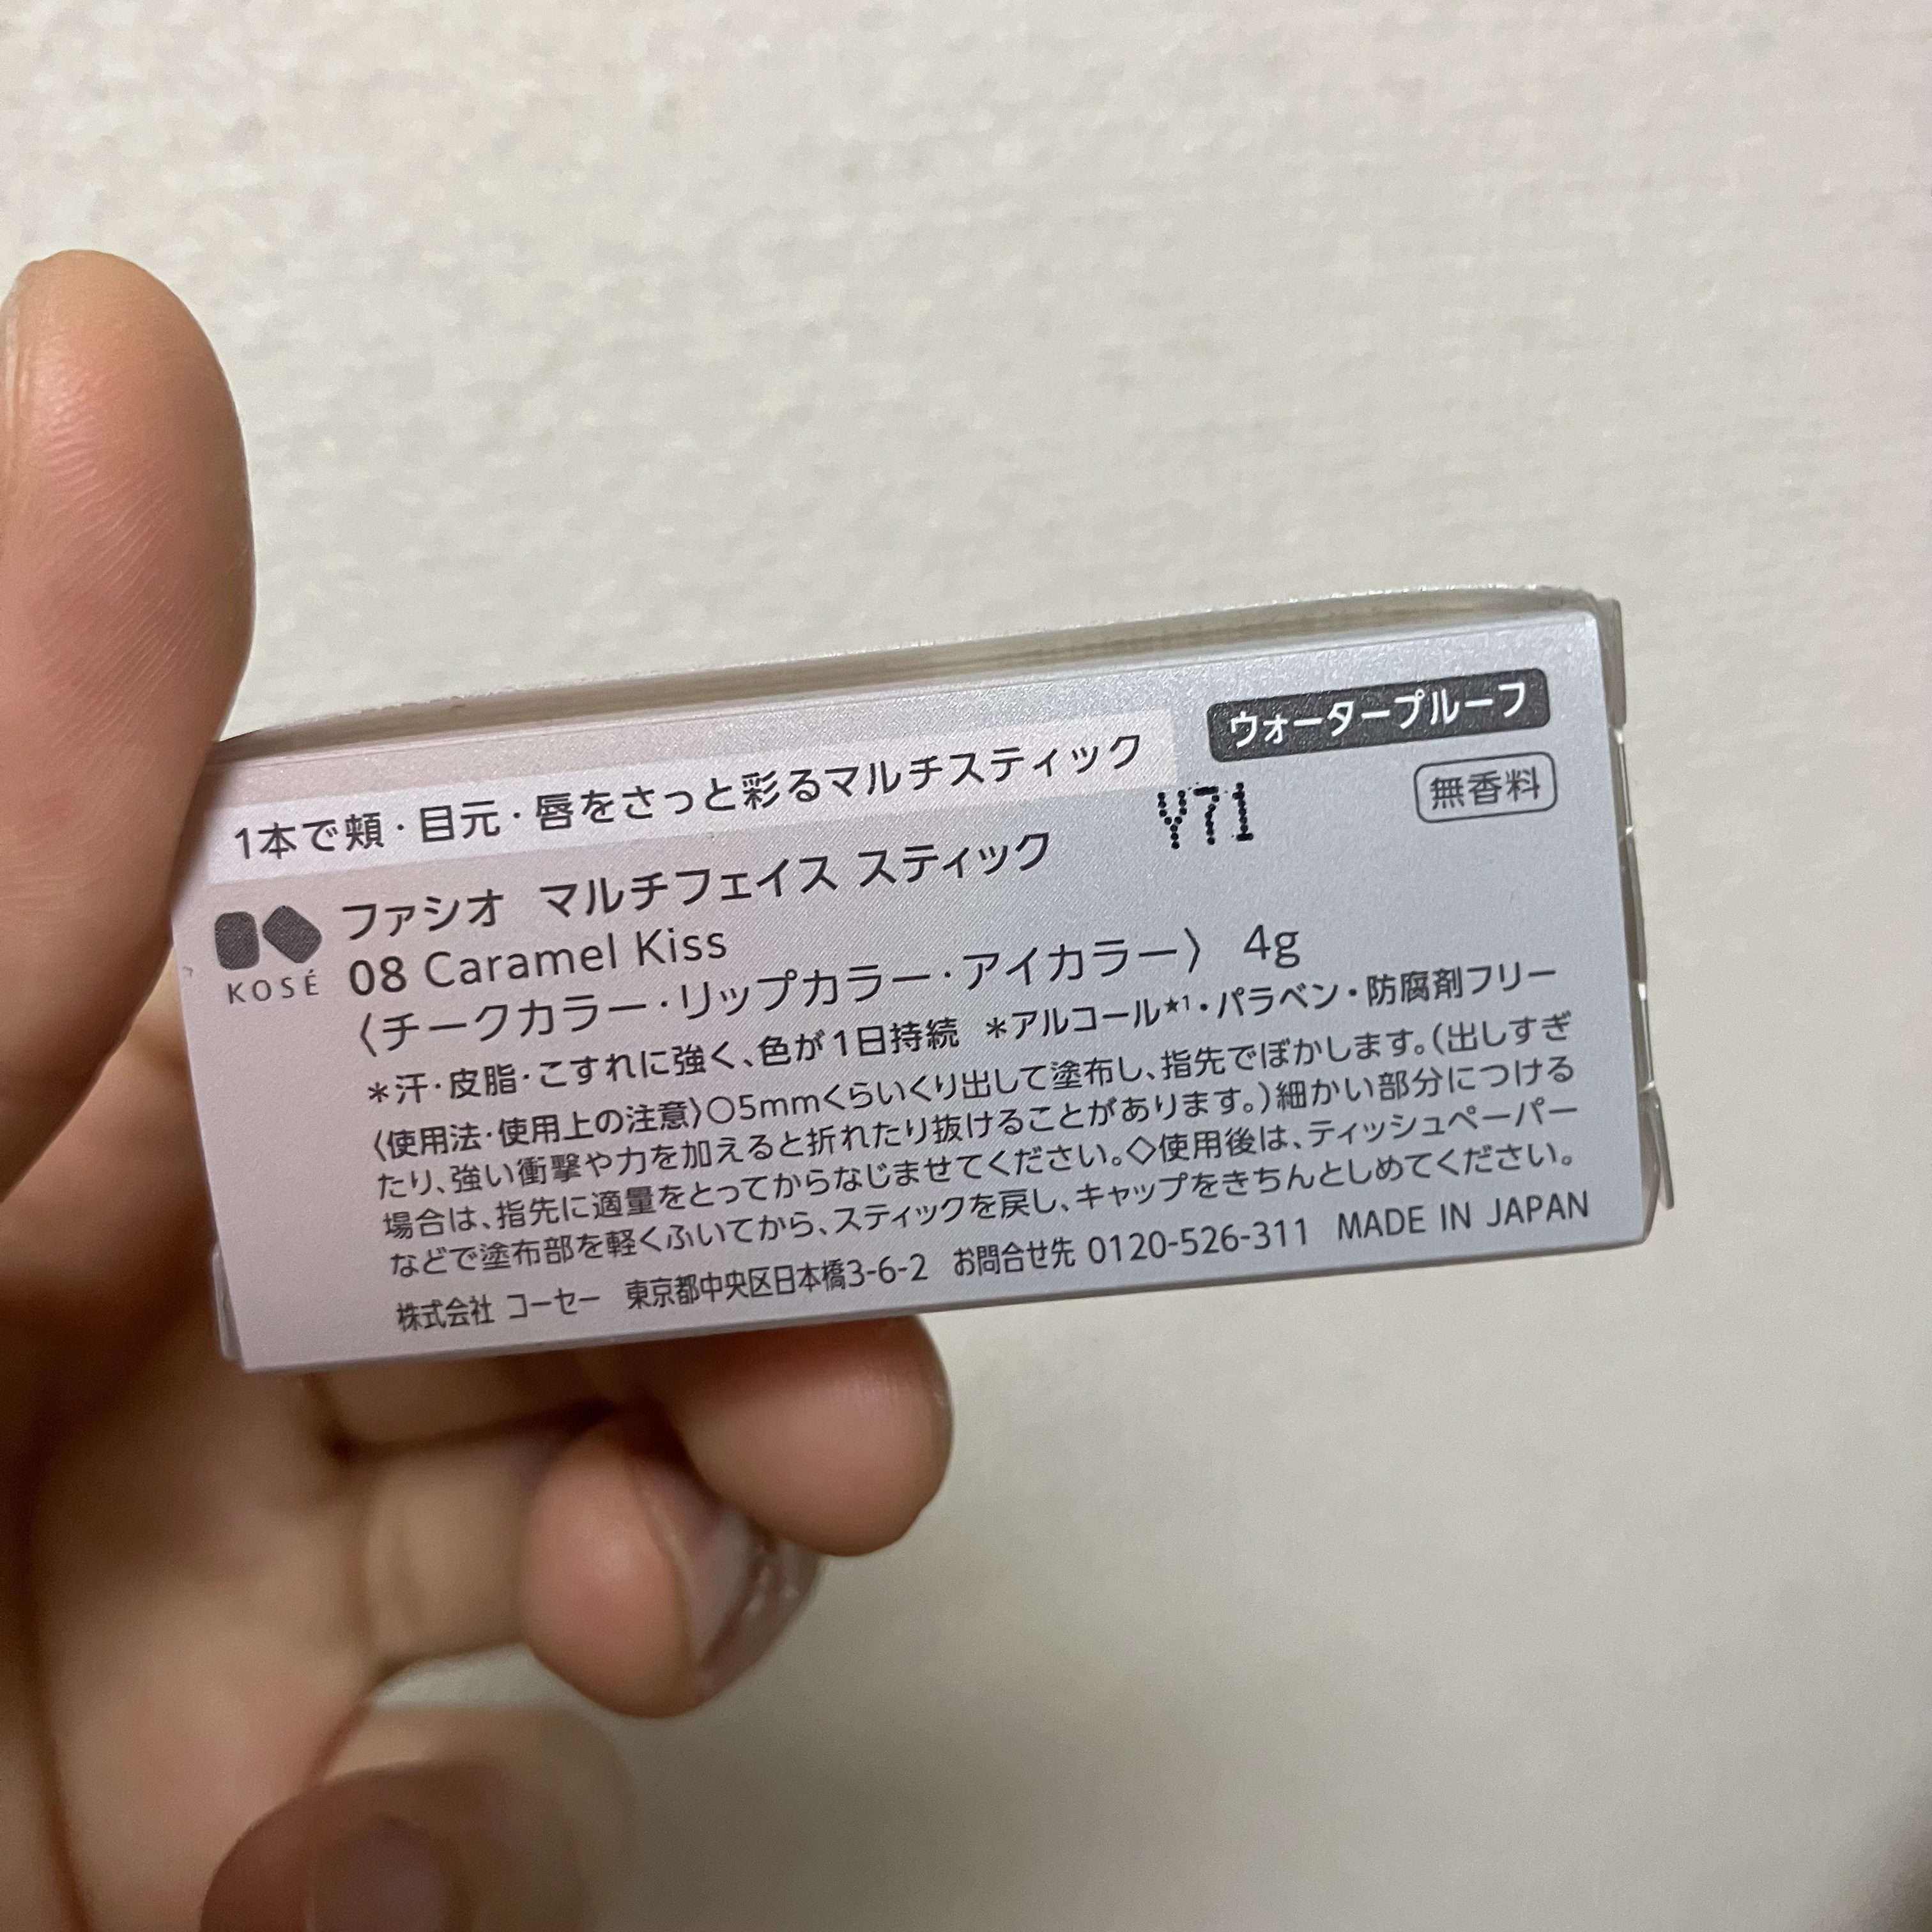 ウォータープルーフ
1本で頬・目元・唇をさっと彩るマルチスティック
無香料
V71
ファシオ マルチフェイス スティック
KOSÉ
08 Caramel Kiss
〈チークカラー・リップカラー・アイカラー〉 4g
＊汗・皮脂・こすれに強く、色が1日持続 ＊アルコール★1・パラベン・防腐剤フリー
〈使用法・使用上の注意〉○5mmくらいくり出して塗布し、指先でぼかします。（出しすぎ
たり、強い衝撃や力を加えると折れたり抜けることがあります。）細かい部分につける
場合は、指先に適量をとってからなじませてください。◇使用後は、ティッシュペーパー
などで塗布部を軽くふいてから、スティックを戻し、キャップをきちんとしめてください。
株式会社 コーセー 東京都中央区日本橋3-6-2 お問合せ先 0120-526-311 MADE IN JAPAN